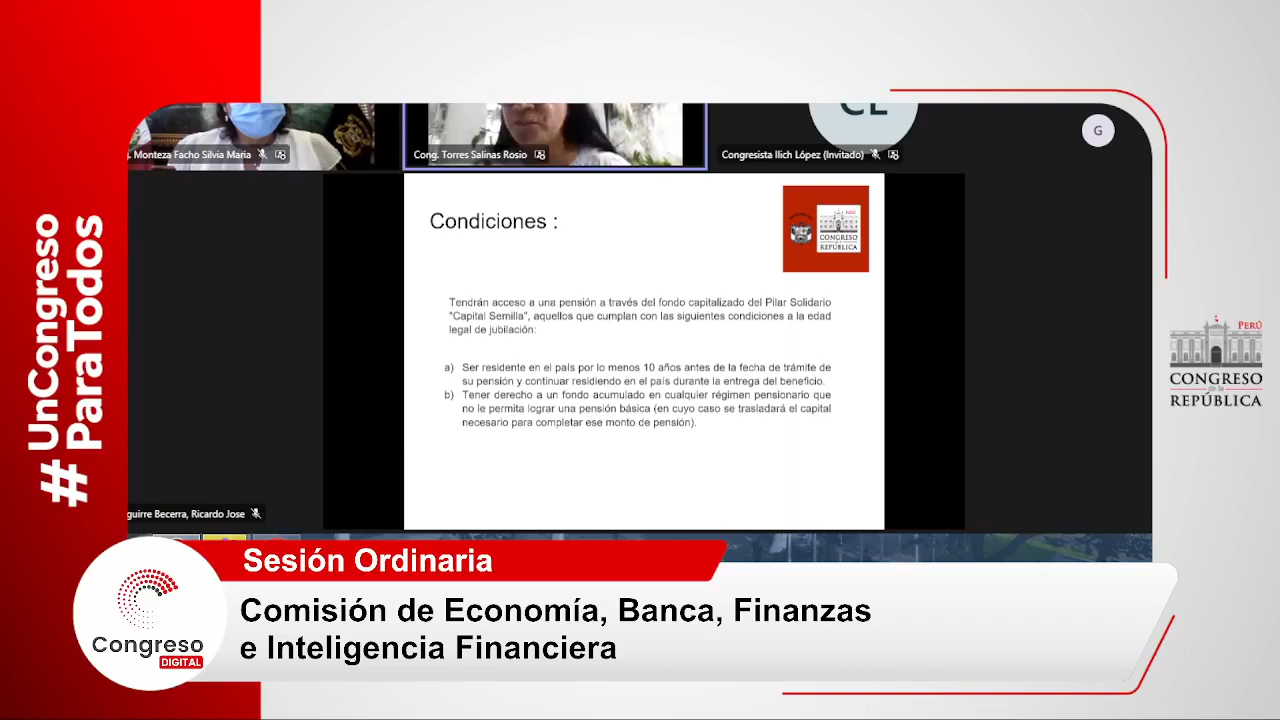 #UnCongreso
ParaTodos
Monteza Facho Silvia Maria
Cong. Torres Salinas Rosio
CL
Congresista Ilich López (Invitado)
G
Condiciones :
PERÚ
CONGRESO
de la
REPÚBLICA
Tendrán acceso a una pensión a través del fondo capitalizado del Pilar Solidario
"Capital Semilla", aquellos que cumplan con las siguientes condiciones a la edad
legal de jubilación:
a) Ser residente en el país por lo menos 10 años antes de la fecha de trámite de
su pensión y continuar residiendo en el país durante la entrega del beneficio.
b) Tener derecho a un fondo acumulado en cualquier régimen pensionario que
no le permita lograr una pensión básica (en cuyo caso se trasladará el capital
necesario para completar ese monto de pensión).
PERÚ
CONGRESO
de la
REPÚBLICA
guirre Becerra, Ricardo Jose
Sesión Ordinaria
Comisión de Economía, Banca, Finanzas
e Inteligencia Financiera
Congreso
DIGITAL